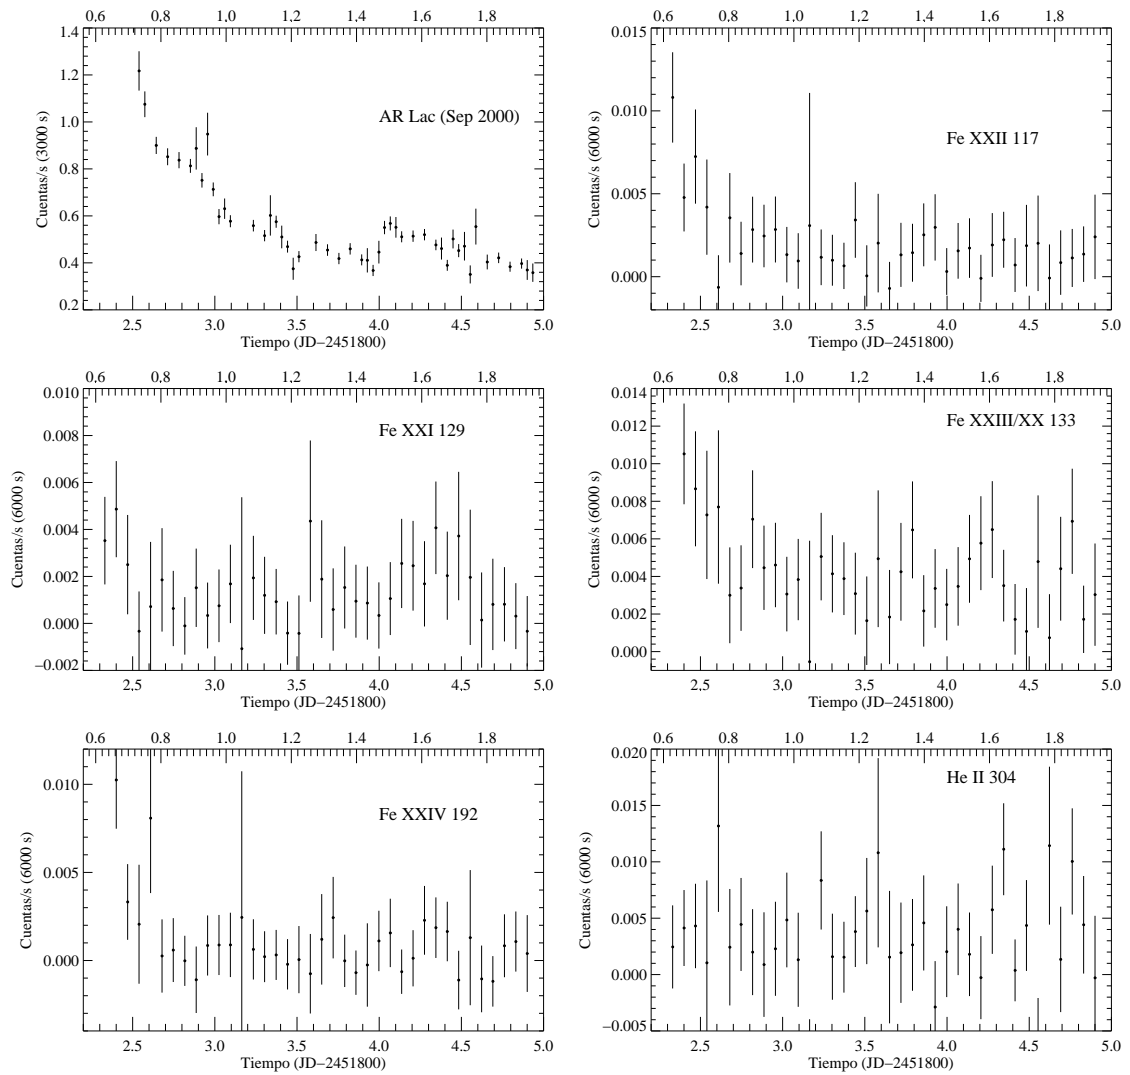 0.6 0.8 1.0 1.2 1.4 1.6 1.8
1.4
1.2
1.0
0.8
0.6
0.4
0.2
Cuentas/s (3000 s)
AR Lac (Sep 2000)
2.5 3.0 3.5 4.0 4.5 5.0
Tiempo (JD−2451800)
0.6 0.8 1.0 1.2 1.4 1.6 1.8
0.015
0.010
0.005
0.000
Cuentas/s (6000 s)
Fe XXII 117
2.5 3.0 3.5 4.0 4.5 5.0
Tiempo (JD−2451800)
0.6 0.8 1.0 1.2 1.4 1.6 1.8
0.010
0.008
0.006
0.004
0.002
0.000
−0.002
Cuentas/s (6000 s)
Fe XXI 129
2.5 3.0 3.5 4.0 4.5 5.0
Tiempo (JD−2451800)
0.6 0.8 1.0 1.2 1.4 1.6 1.8
0.014
0.012
0.010
0.008
0.006
0.004
0.002
0.000
Cuentas/s (6000 s)
Fe XXIII/XX 133
2.5 3.0 3.5 4.0 4.5 5.0
Tiempo (JD−2451800)
0.6 0.8 1.0 1.2 1.4 1.6 1.8
0.010
0.005
0.000
Cuentas/s (6000 s)
Fe XXIV 192
2.5 3.0 3.5 4.0 4.5 5.0
Tiempo (JD−2451800)
0.6 0.8 1.0 1.2 1.4 1.6 1.8
0.020
0.015
0.010
0.005
0.000
−0.005
Cuentas/s (6000 s)
He II 304
2.5 3.0 3.5 4.0 4.5 5.0
Tiempo (JD−2451800)